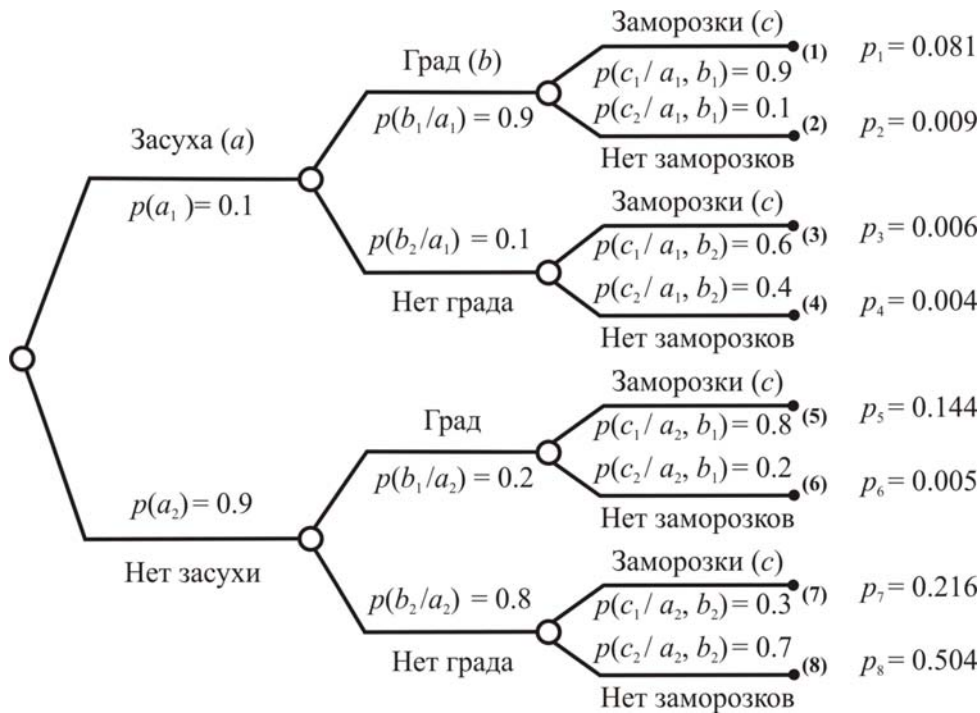 Заморозки (c)
(1) p₁ = 0.081
Град (b)
p(c₁/ a₁, b₁) = 0.9
p(c₂/ a₁, b₁) = 0.1
p(b₁/a₁) = 0.9
(2) p₂ = 0.009
Нет заморозков
Засуха (a)
p(a₁ )= 0.1
Заморозки (c)
(3) p₃ = 0.006
p(b₂/a₁) = 0.1
p(c₁/ a₁, b₂) = 0.6
p(c₂/ a₁, b₂) = 0.4
Нет града
(4) p₄ = 0.004
Нет заморозков
Заморозки (c)
(5) p₅ = 0.144
Град
p(c₁/ a₂, b₁) = 0.8
p(c₂/ a₂, b₁) = 0.2
p(b₁/a₂) = 0.2
(6) p₆ = 0.005
Нет заморозков
p(a₂) = 0.9
Нет засухи
Заморозки (c)
(7) p₇ = 0.216
p(b₂/a₂) = 0.8
p(c₁/ a₂, b₂) = 0.3
p(c₂/ a₂, b₂) = 0.7
Нет града
(8) p₈ = 0.504
Нет заморозков